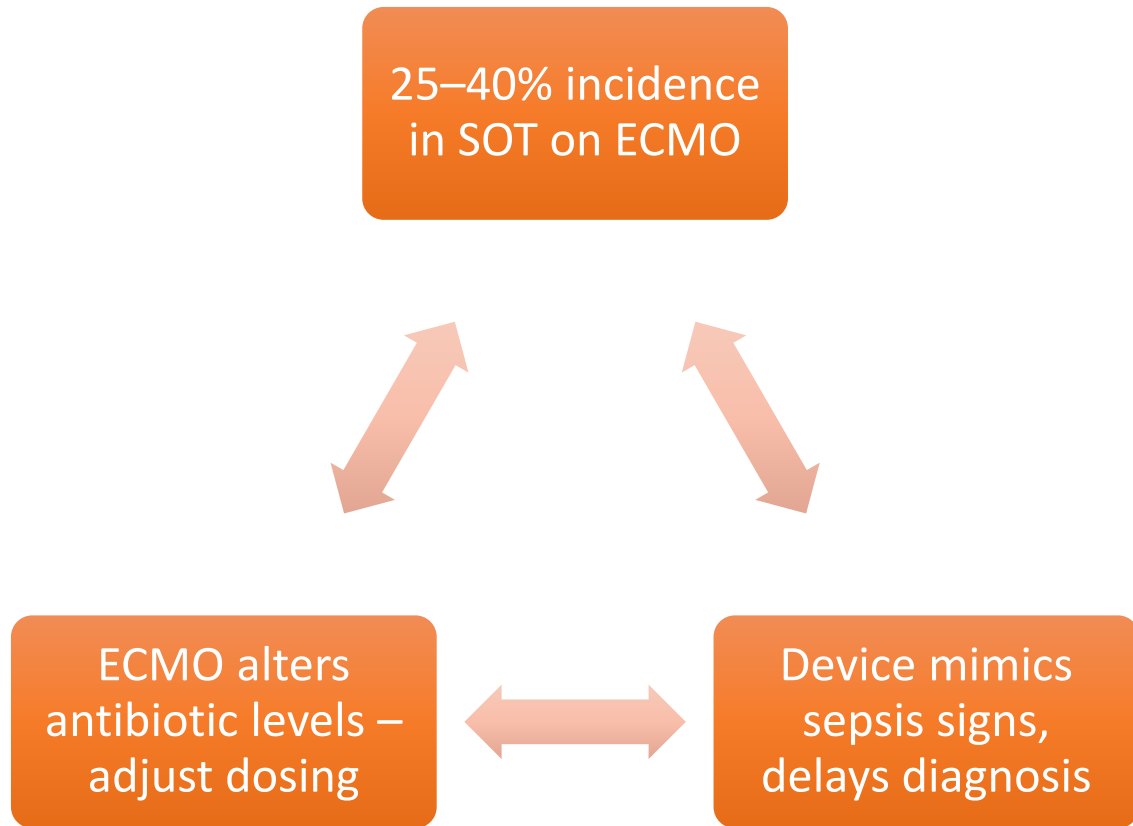 25–40% incidence
in SOT on ECMO
ECMO alters
antibiotic levels –
adjust dosing
Device mimics
sepsis signs,
delays diagnosis